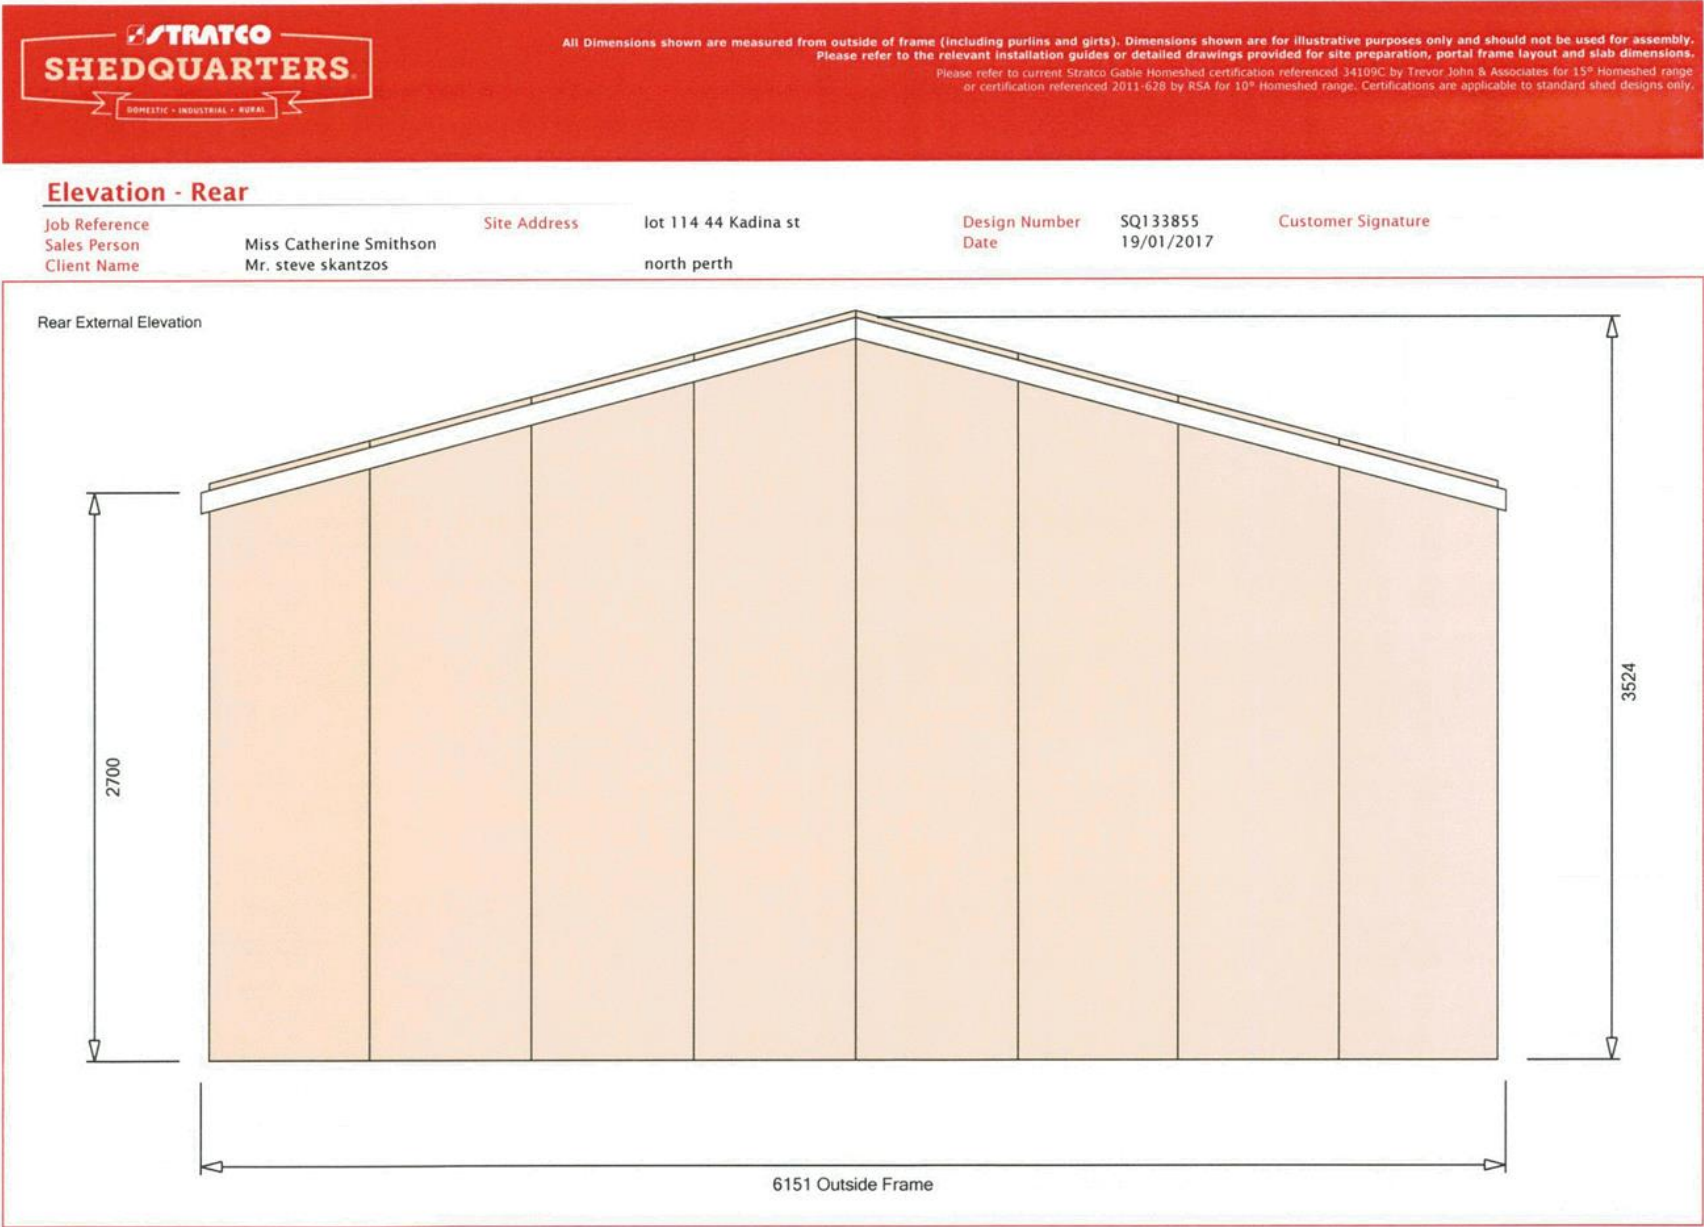 STRATCO
SHEDQUARTERS
DOMESTIC • INDUSTRIAL • RURAL
All Dimensions shown are measured from outside of frame (including purlins and girts). Dimensions shown are for illustrative purposes only and should not be used for assembly.
Please refer to the relevant installation guides or detailed drawings provided for site preparation, portal frame layout and slab dimensions.
Please refer to current Stratco Gable Homeshed certification referenced 34109C by Trevor John & Associates for 15° Homeshed range
or certification referenced 2011-628 by RSA for 10° Homeshed range. Certifications are applicable to standard shed designs only.
Elevation - Rear
Job Reference
Sales Person Miss Catherine Smithson
Client Name Mr. steve skantzos
Site Address lot 114 44 Kadina st
north perth
Design Number SQ133855
Date 19/01/2017
Customer Signature
Rear External Elevation
2700
3524
6151 Outside Frame